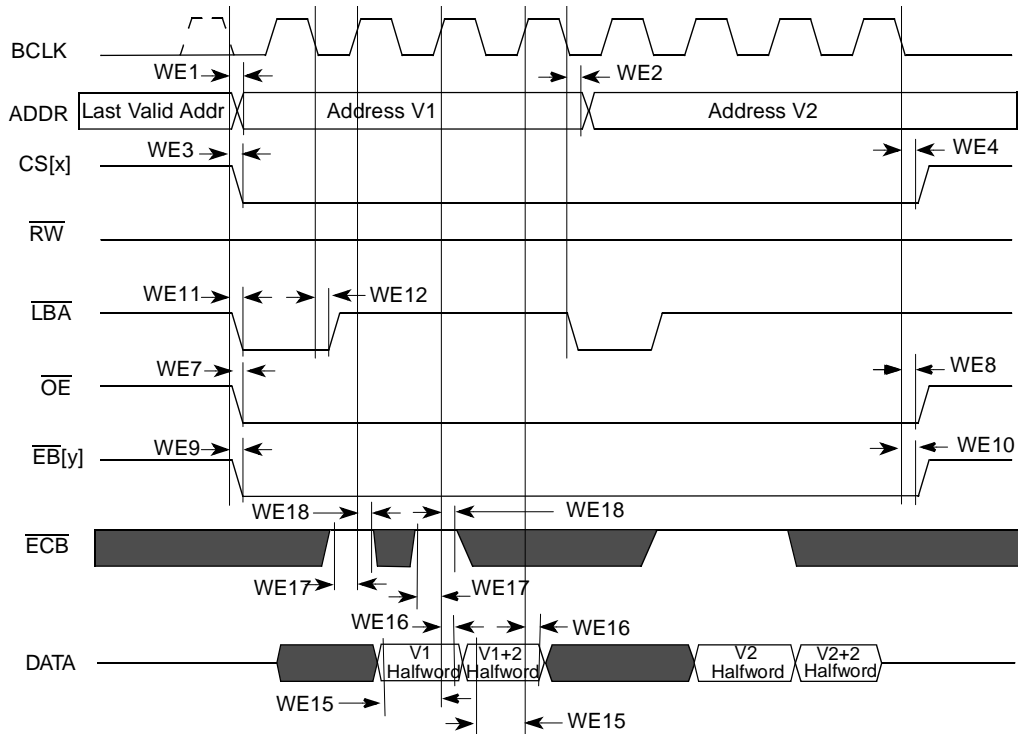 BCLK
WE1
WE2
ADDR
Last Valid Addr
Address V1
Address V2
CS[x]
WE3
WE4
RW
LBA
WE11
WE12
OE
WE7
WE8
EB[y]
WE9
WE10
WE18
WE18
ECB
WE17
WE17
WE16
WE16
DATA
V1
Halfword
V1+2
Halfword
V2
Halfword
V2+2
Halfword
WE15
WE15